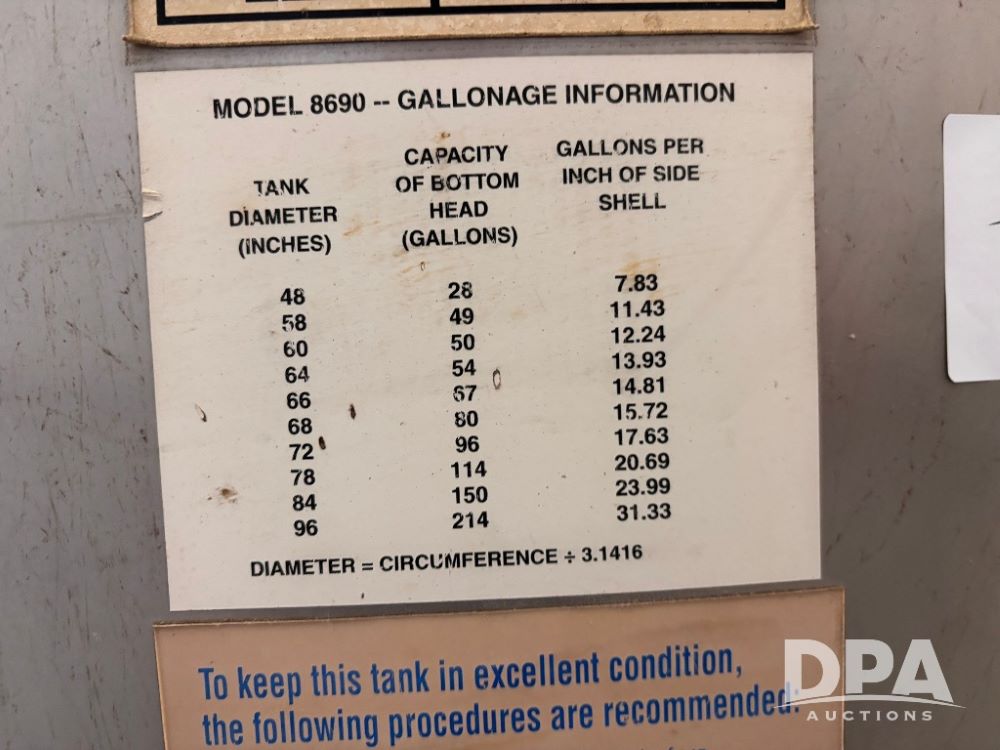 MODEL 8690 -- GALLONAGE INFORMATION
TANK DIAMETER (INCHES) CAPACITY OF BOTTOM HEAD (GALLONS) GALLONS PER INCH OF SIDE SHELL
48 28 7.83
58 49 11.43
60 50 12.24
64 54 13.93
66 67 14.81
68 80 15.72
72 96 17.63
78 114 20.69
84 150 23.99
96 214 31.33
DIAMETER = CIRCUMFERENCE ÷ 3.1416
To keep this tank in excellent condition,
the following procedures are recommended:
DPA
AUCTIONS